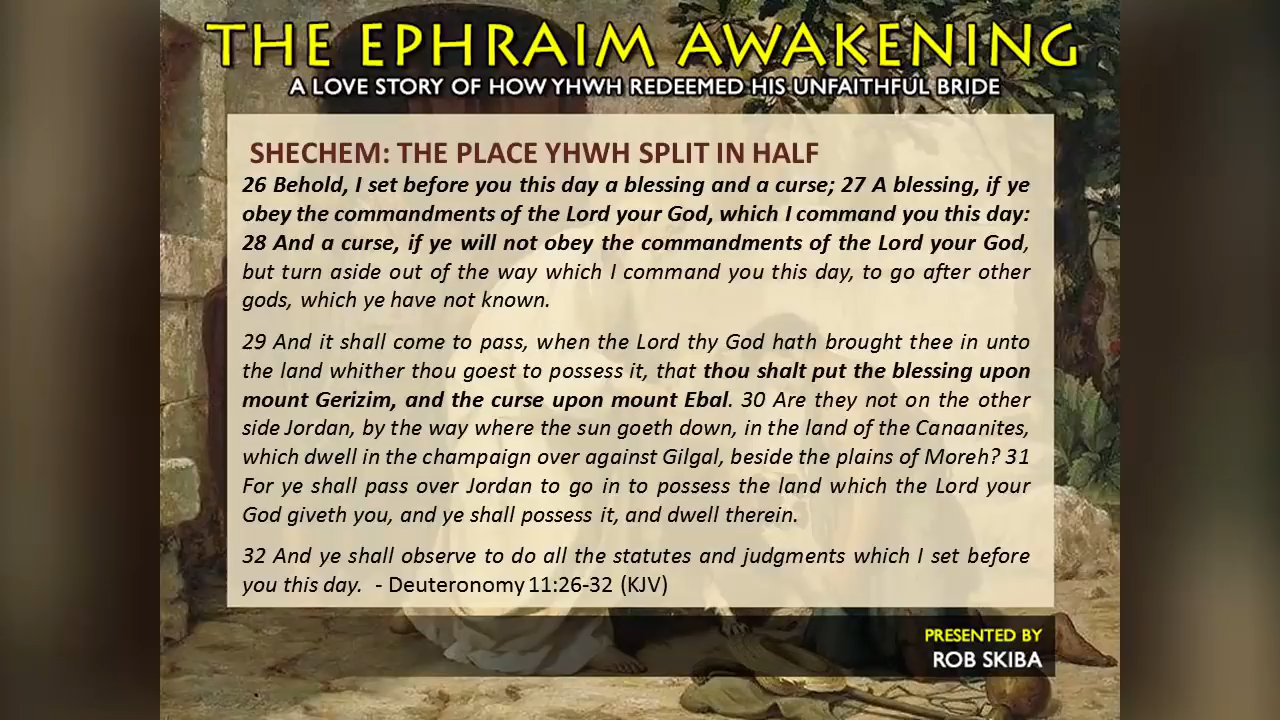 THE EPHRAIM AWAKENING
A LOVE STORY OF HOW YHWH REDEEMED HIS UNFAITHFUL BRIDE
SHECHEM: THE PLACE YHWH SPLIT IN HALF
26 Behold, I set before you this day a blessing and a curse; 27 A blessing, if ye
obey the commandments of the Lord your God, which I command you this day:
28 And a curse, if ye will not obey the commandments of the Lord your God,
but turn aside out of the way which I command you this day, to go after other
gods, which ye have not known.
29 And it shall come to pass, when the Lord thy God hath brought thee in unto
the land whither thou goest to possess it, that thou shalt put the blessing upon
mount Gerizim, and the curse upon mount Ebal. 30 Are they not on the other
side Jordan, by the way where the sun goeth down, in the land of the Canaanites,
which dwell in the champaign over against Gilgal, beside the plains of Moreh? 31
For ye shall pass over Jordan to go in to possess the land which the Lord your
God giveth you, and ye shall possess it, and dwell therein.
32 And ye shall observe to do all the statutes and judgments which I set before
you this day. - Deuteronomy 11:26-32 (KJV)
PRESENTED BY
ROB SKIBA